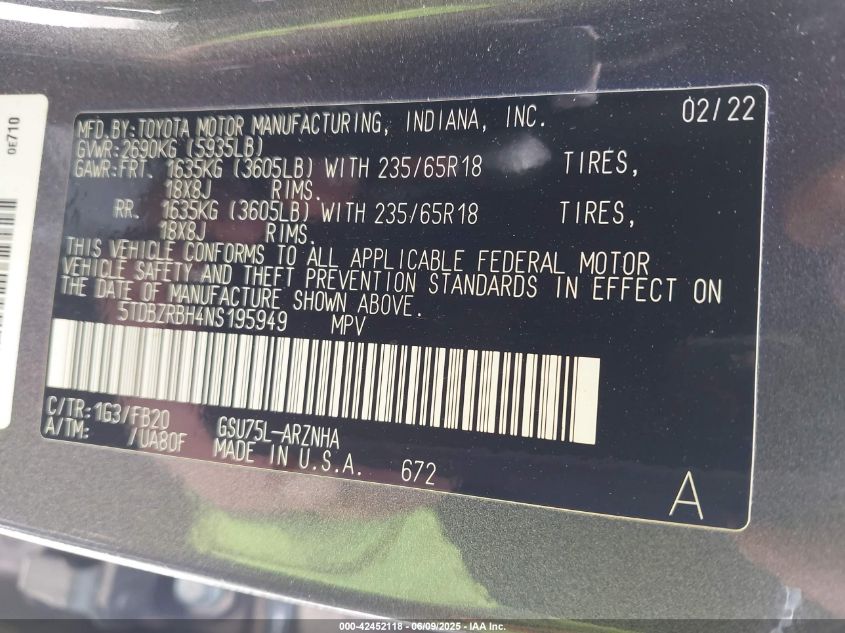 0E710
MFD.BY:TOYOTA MOTOR MANUFACTURING, INDIANA, INC. 02/22
GVWR:2690KG (5935LB)
GAWR:FRT. 1635KG (3605LB) WITH 235/65R18 TIRES,
18X8J RIMS.
RR. 1635KG (3605LB) WITH 235/65R18 TIRES,
18X8J RIMS.
THIS VEHICLE CONFORMS TO ALL APPLICABLE FEDERAL MOTOR
VEHICLE SAFETY AND THEFT PREVENTION STANDARDS IN EFFECT ON
THE DATE OF MANUFACTURE SHOWN ABOVE.
5TDBZRBH4NS195949 MPV
C/TR:1G3/FB20 GSU75L-ARZNHA
A/TM: /UA80F MADE IN U.S.A. 672
A
000-42452118 - 06/09/2025 - IAA Inc.